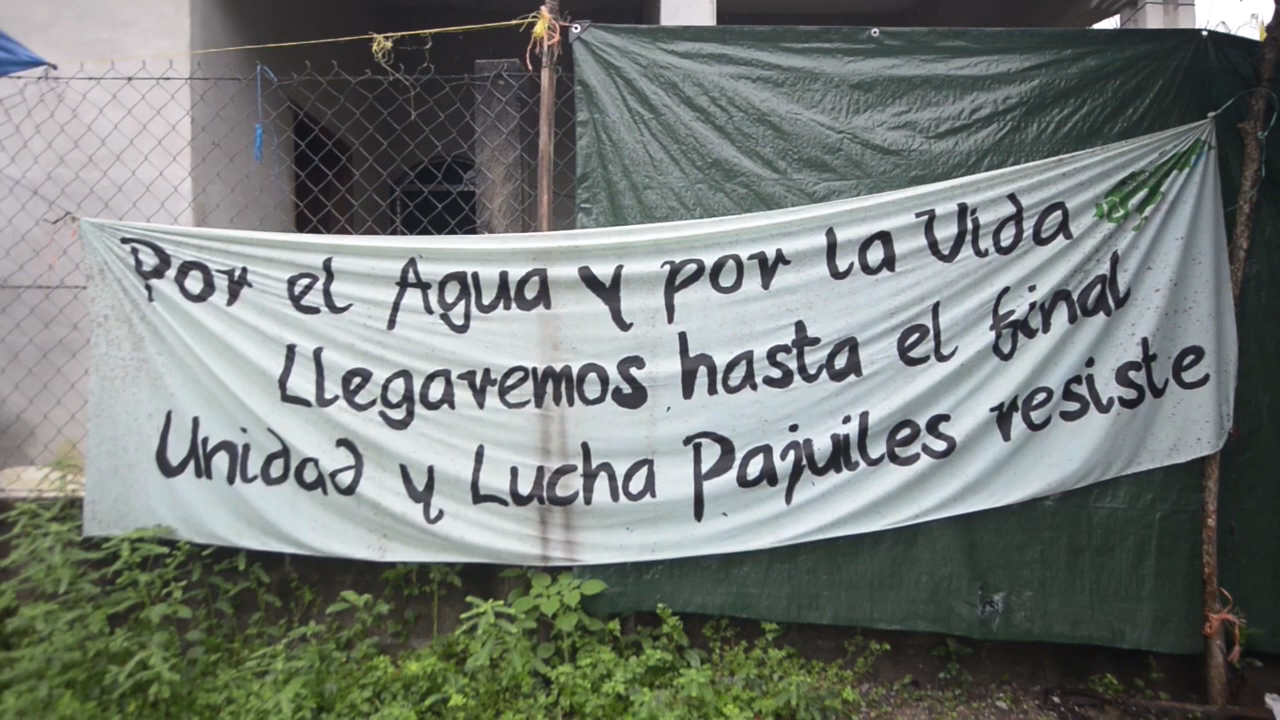 Por el Agua y por la Vida
Llegaremos hasta el final
Unidad y Lucha Pajuiles resiste